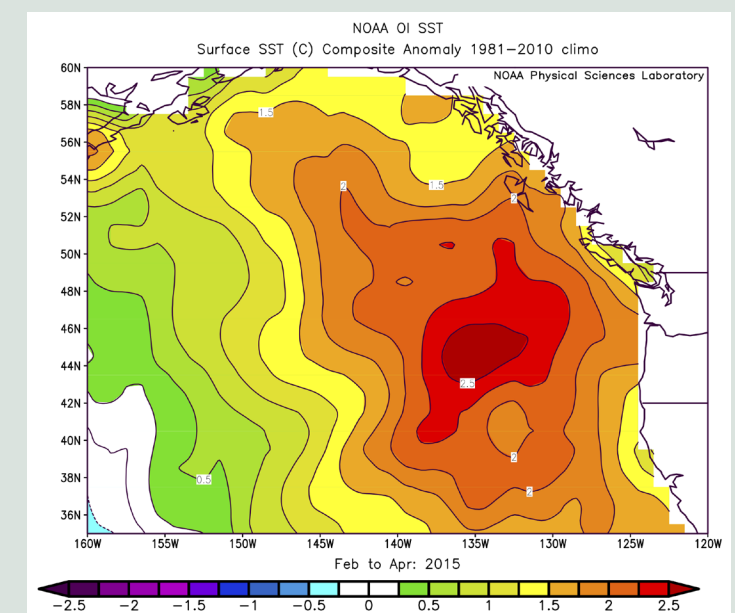 NOAA OI SST
Surface SST (C) Composite Anomaly 1981−2010 climo
NOAA Physical Sciences Laboratory
60N
58N
1.5
56N
54N
2
1.5
2
52N
50N
48N
46N
44N
2.5
42N
40N
2
38N
0.5
2
36N
160W 155W 150W 145W 140W 135W 130W 125W 120W
Feb to Apr: 2015
−2.5 −2 −1.5 −1 −0.5 0 0.5 1 1.5 2 2.5